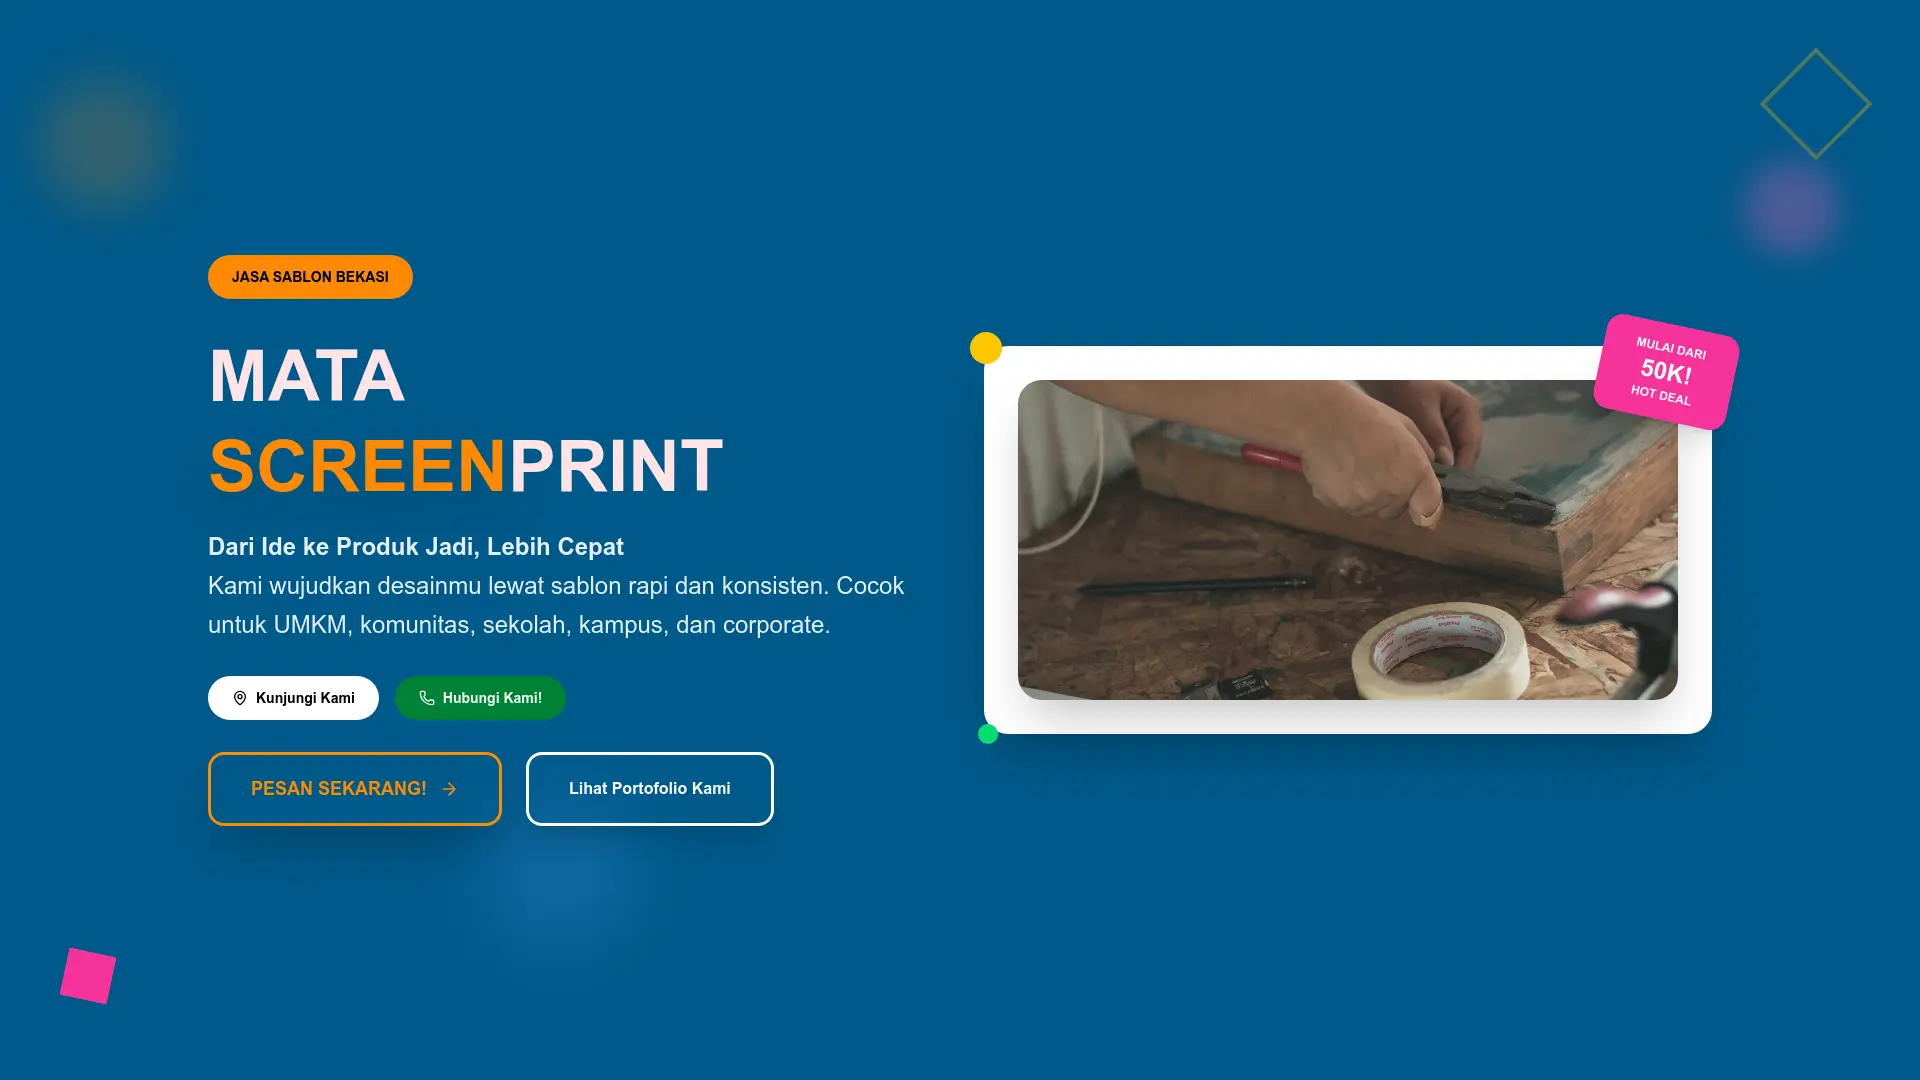 JASA SABLON BEKASI
MATA
SCREENPRINT
Dari Ide ke Produk Jadi, Lebih Cepat
Kami wujudkan desainmu lewat sablon rapi dan konsisten. Cocok
untuk UMKM, komunitas, sekolah, kampus, dan corporate.
Kunjungi Kami
Hubungi Kami!
PESAN SEKARANG!
Lihat Portofolio Kami
MULAI DARI
50K!
HOT DEAL